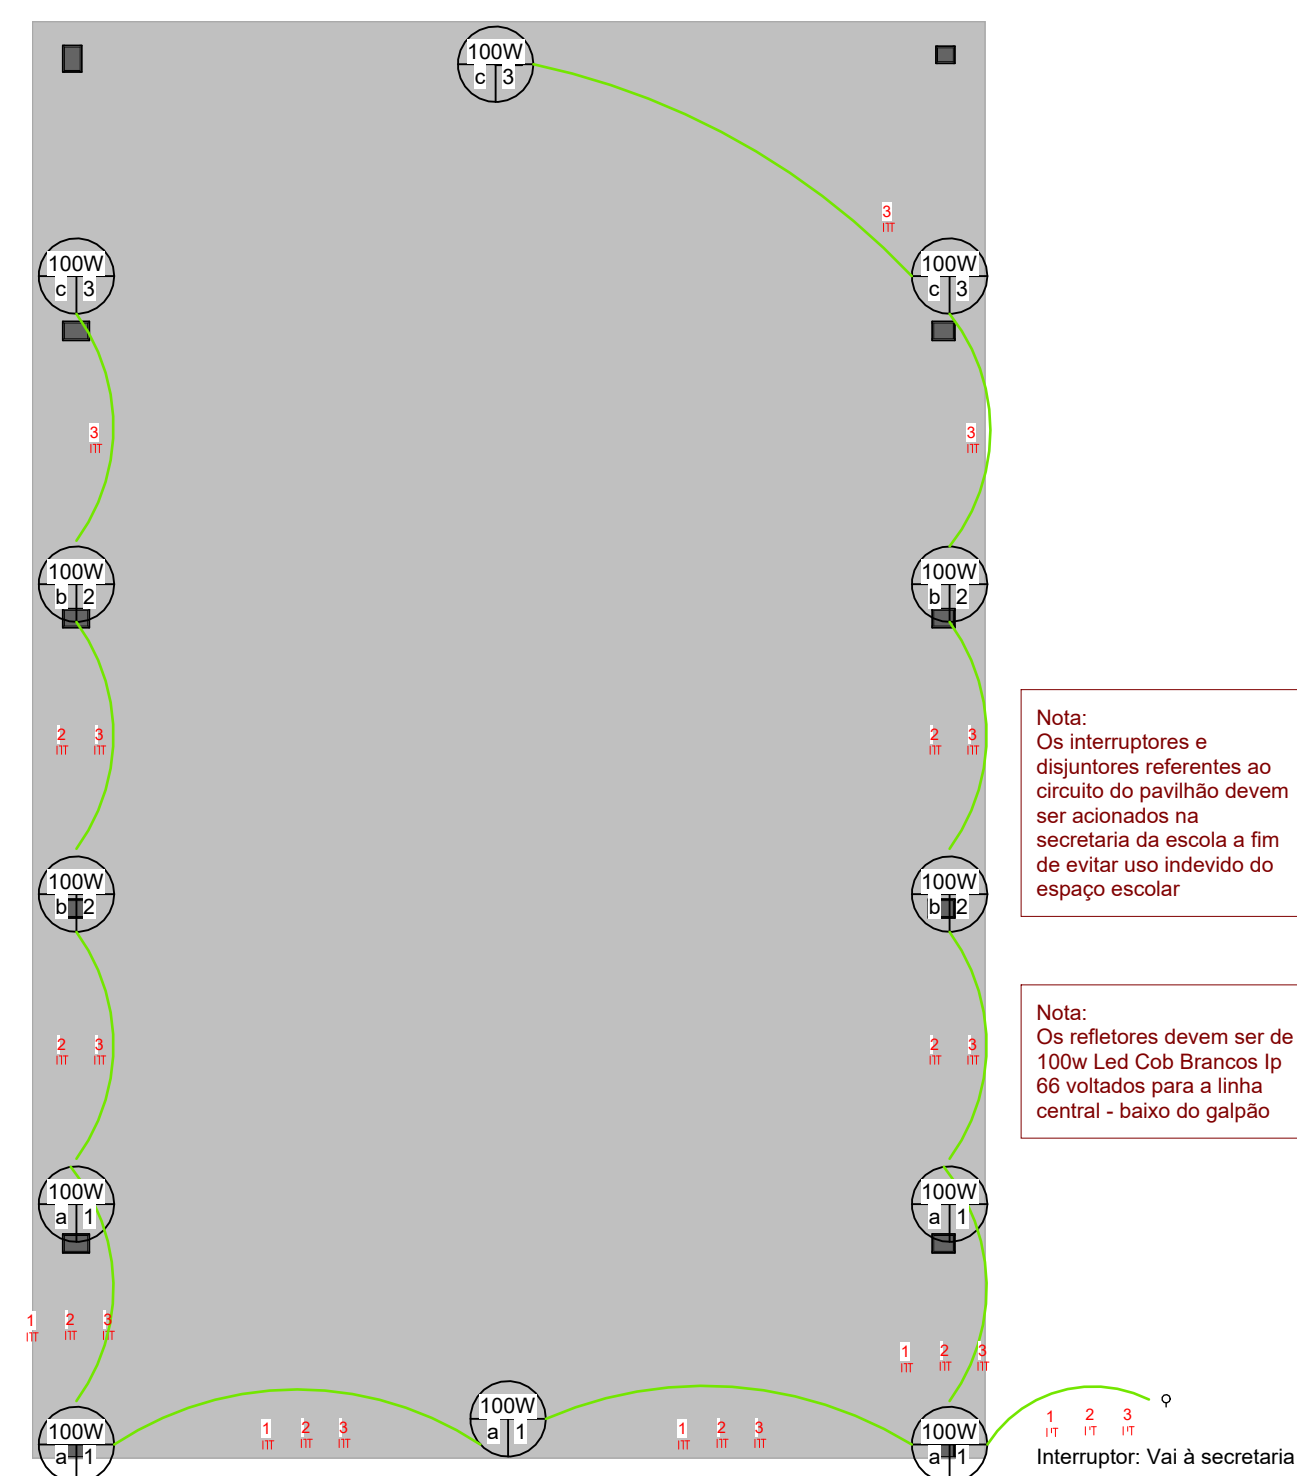 100W
c 3
3
100W
c 3
100W
c 3
3
3
100W
b 2
100W
b 2
2 3
2 3
Nota:
Os interruptores e
disjuntores referentes ao
circuito do pavilhão devem
ser acionados na
secretaria da escola a fim
de evitar uso indevido do
espaço escolar
100W
b 2
100W
b 2
Nota:
Os refletores devem ser de
100w Led Cob Brancos Ip
66 voltados para a linha
central - baixo do galpão
2 3
2 3
100W
a 1
100W
a 1
1 2 3
1 2 3
100W
a 1
1 2 3
100W
a 1
1 2 3
100W
a 1
1 2 3
Interruptor: Vai à secretaria